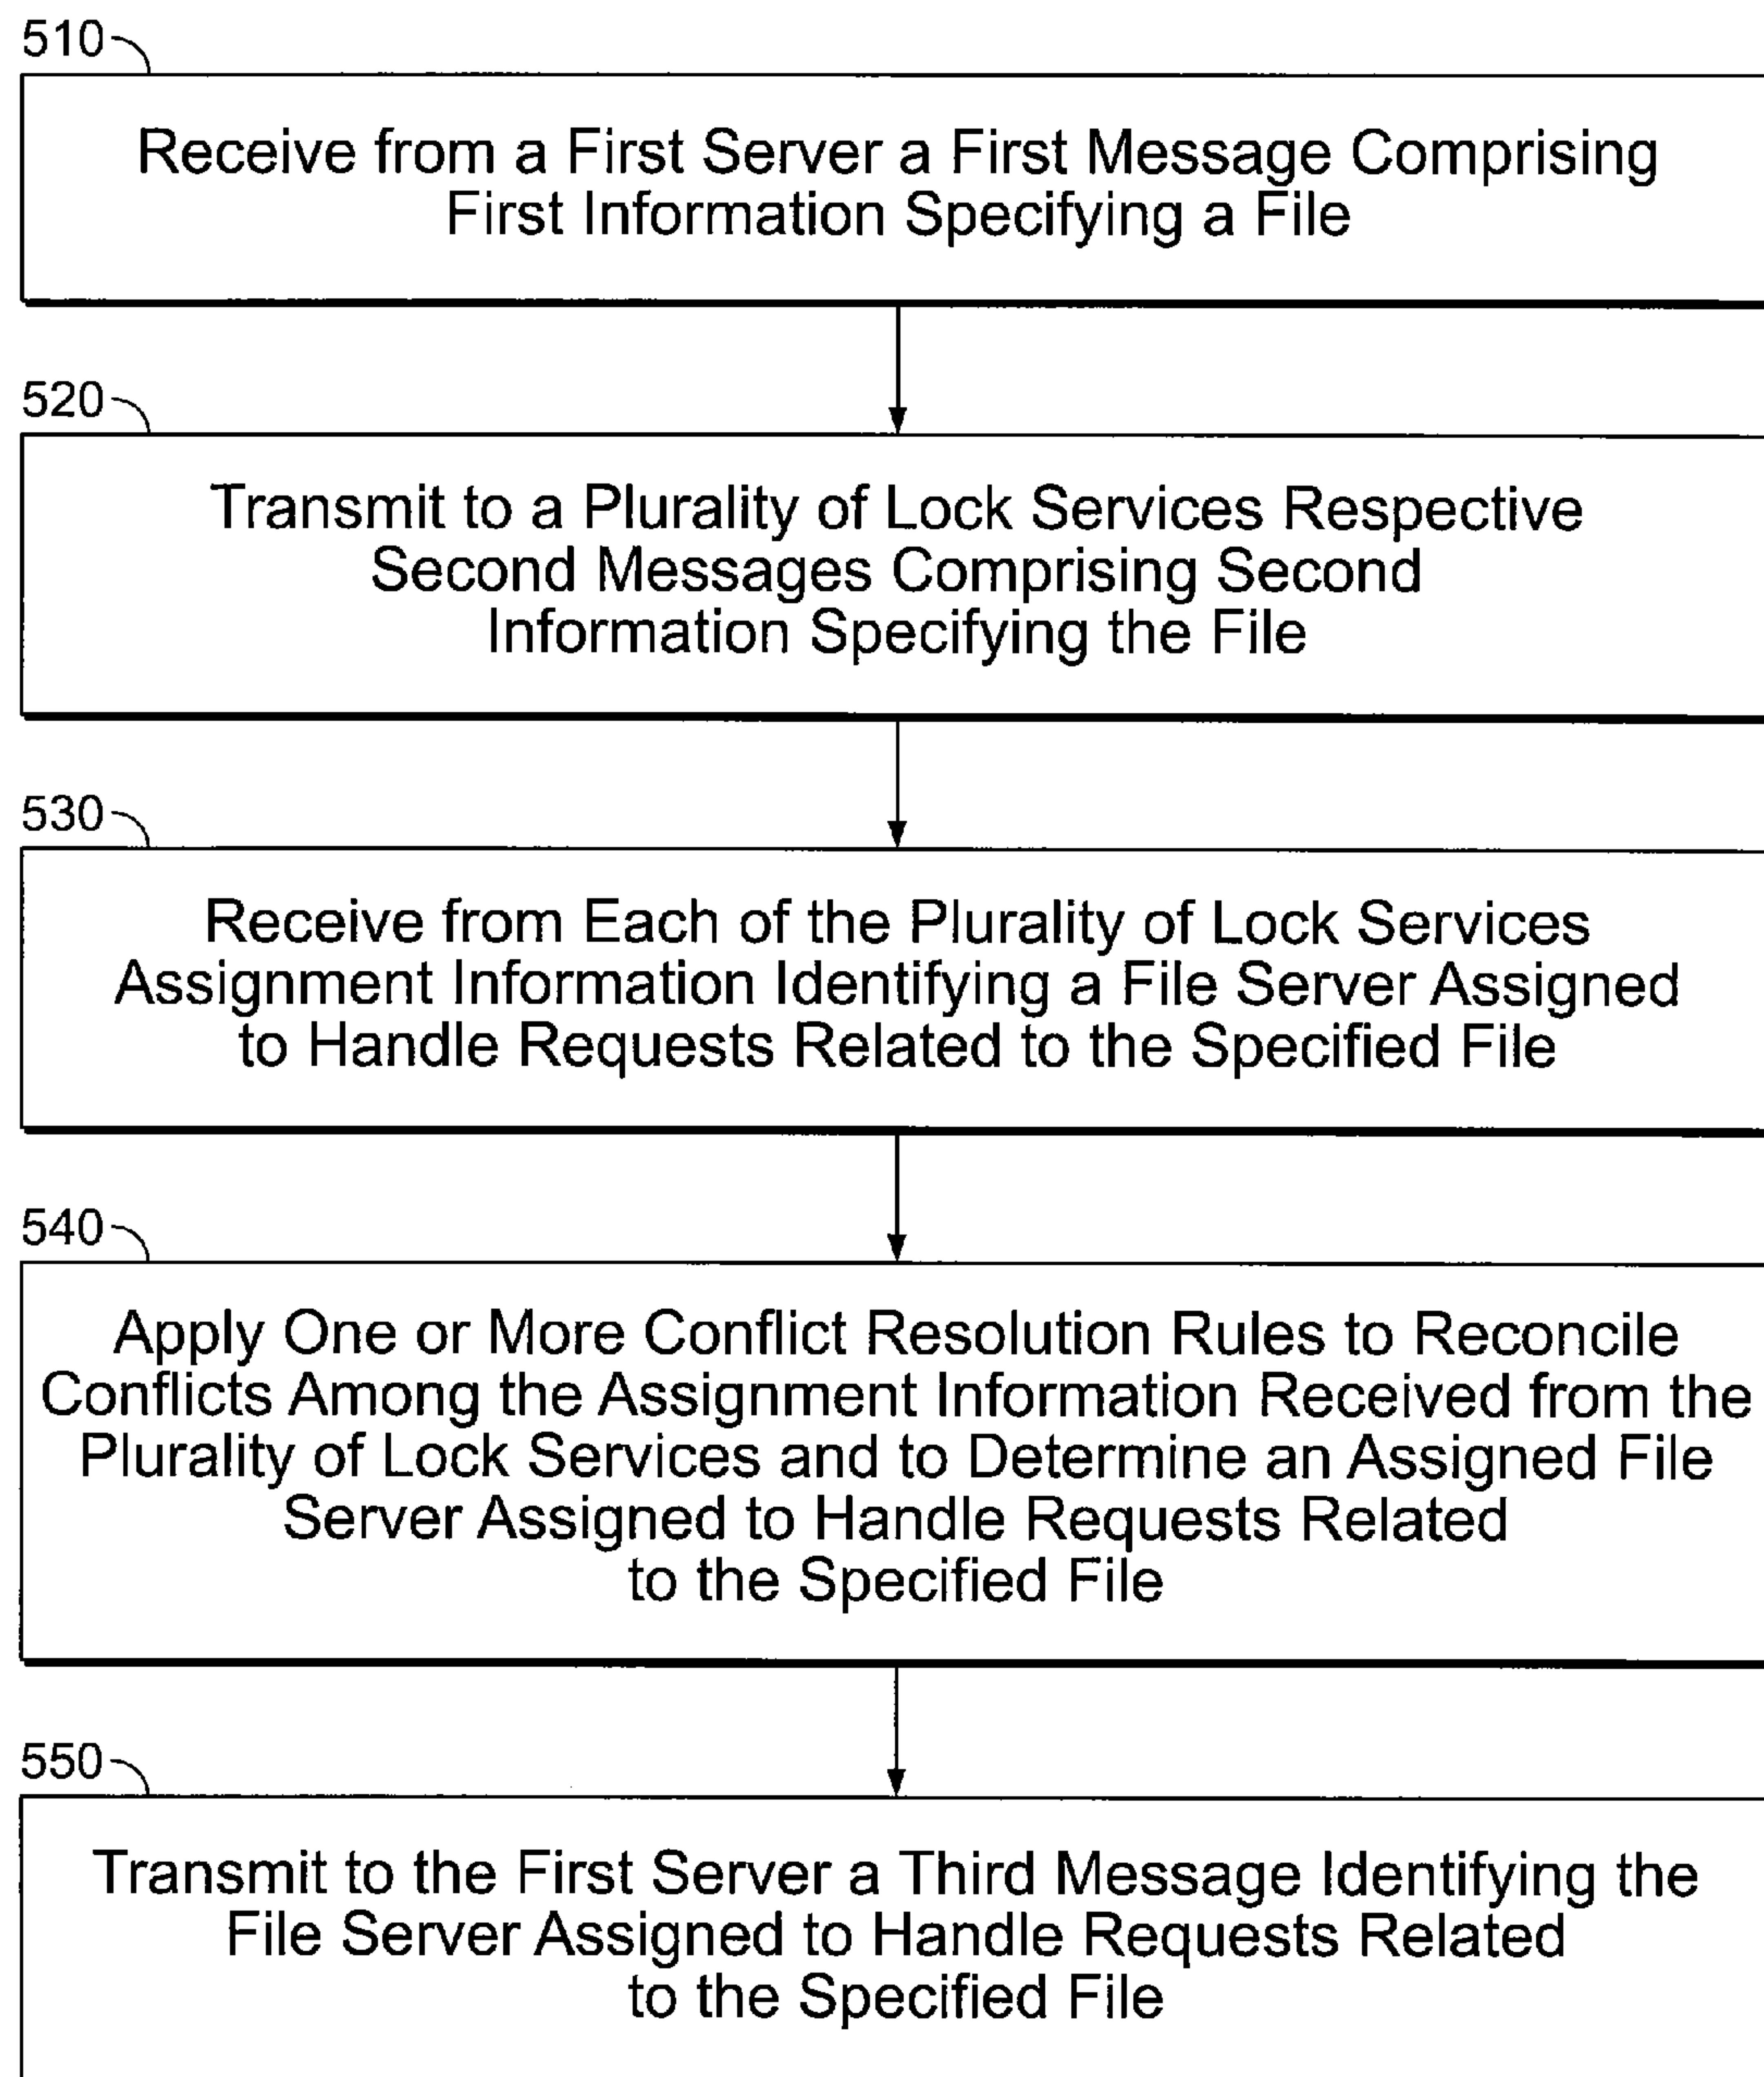 510
Receive from a First Server a First Message Comprising
First Information Specifying a File
520
Transmit to a Plurality of Lock Services Respective
Second Messages Comprising Second
Information Specifying the File
530
Receive from Each of the Plurality of Lock Services
Assignment Information Identifying a File Server Assigned
to Handle Requests Related to the Specified File
540
Apply One or More Conflict Resolution Rules to Reconcile
Conflicts Among the Assignment Information Received from the
Plurality of Lock Services and to Determine an Assigned File
Server Assigned to Handle Requests Related
to the Specified File
550
Transmit to the First Server a Third Message Identifying the
File Server Assigned to Handle Requests Related
to the Specified File